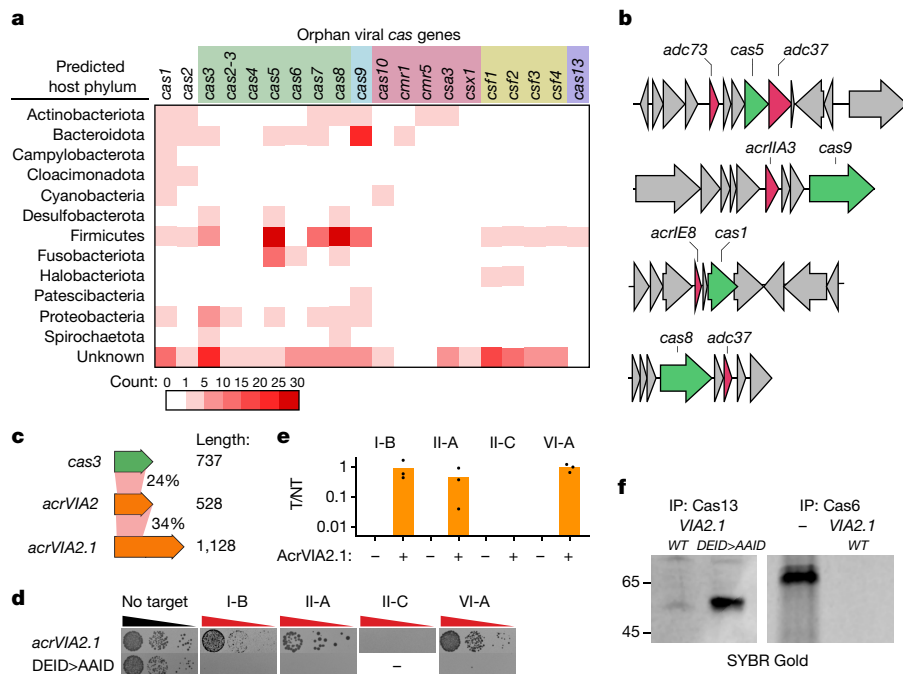 a
Orphan viral cas genes
Predicted host phylum
cas1 cas2 cas3 cas2-3 cas4 cas5 cas6 cas7 cas8 cas9 cas10 cmr1 cmr5 csa3 csx1 csf1 csf2 csf3 csf4 cas13
Actinobacteriota
Bacteroidota
Campylobacterota
Cloacimonadota
Cyanobacteria
Desulfobacterota
Firmicutes
Fusobacteriota
Halobacteriota
Patescibacteria
Proteobacteria
Spirochaetota
Unknown
Count: 0 1 5 10 15 20 25 30
b
adc73 cas5 adc37
acrIIA3 cas9
acrIE8 cas1
cas8 adc37
c
Length:
cas3 737
24%
acrVIA2 528
34%
acrVIA2.1 1,128
d
No target I-B II-A II-C VI-A
acrVIA2.1
DEID>AAID –
e
I-B II-A II-C VI-A
T/NT
1
0.1
0.01
AcrVIA2.1: – + – + – + – +
f
IP: Cas13 IP: Cas6
VIA2.1 – VIA2.1
WT DEID>AAID WT
65
45
SYBR Gold